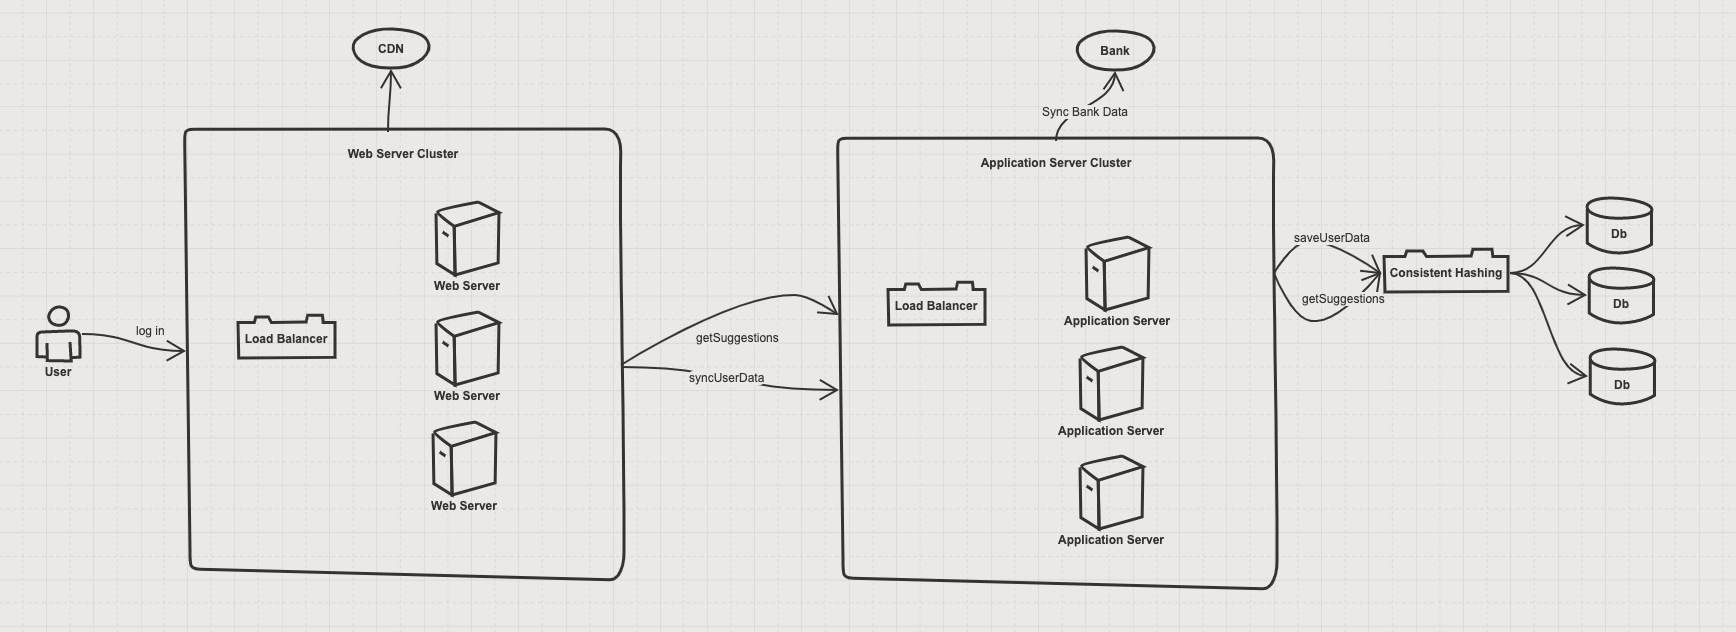 CDN
Bank
Sync Bank Data
Web Server Cluster
Application Server Cluster
log in
User
Load Balancer
Web Server
Web Server
Web Server
getSuggestions
syncUserData
Load Balancer
Application Server
Application Server
Application Server
saveUserData
getSuggestions
Consistent Hashing
Db
Db
Db